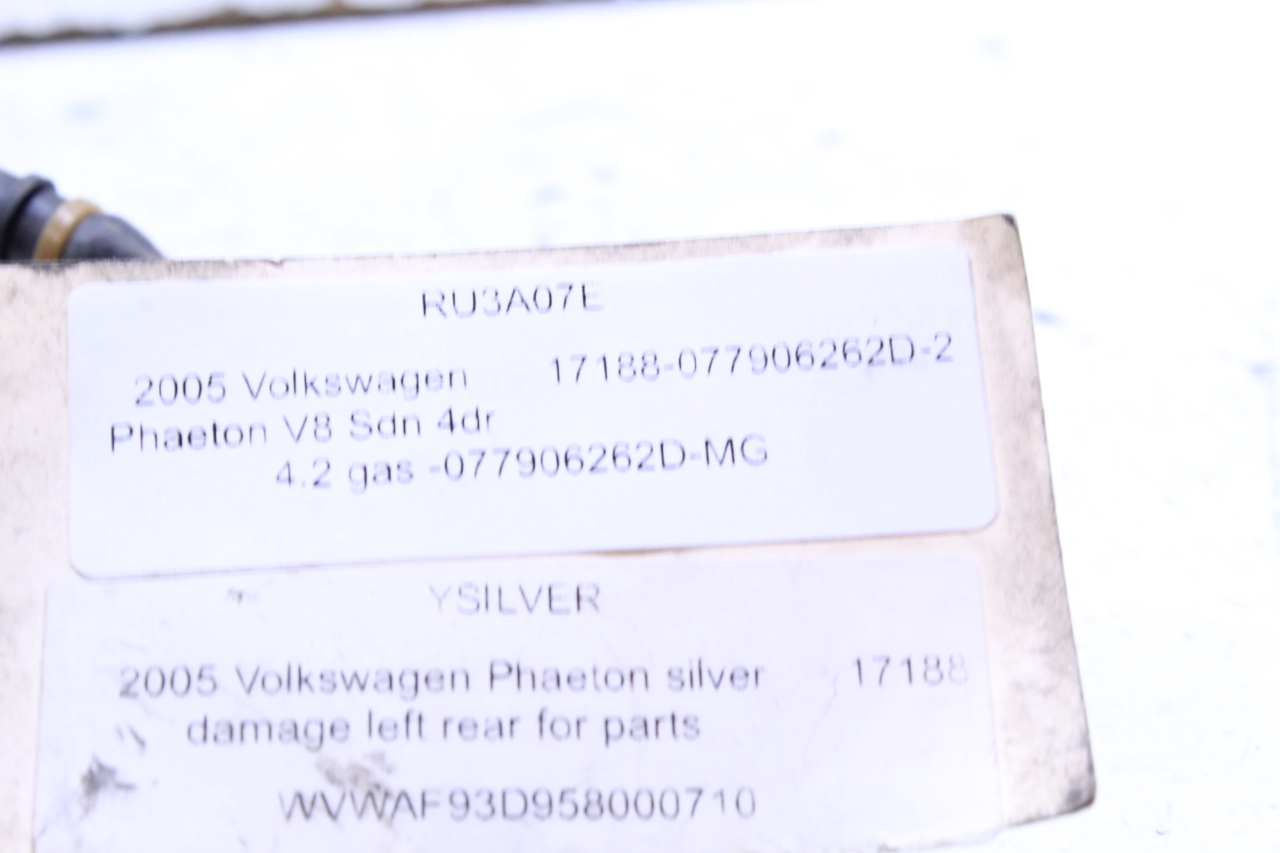 RU3A07E
2005 Volkswagen 17188-077906262D-2
Phaeton V8 Sdn 4dr
4.2 gas -077906262D-MG
YSILVER
2005 Volkswagen Phaeton silver 17188
damage left rear for parts
WVWAF93D958000710